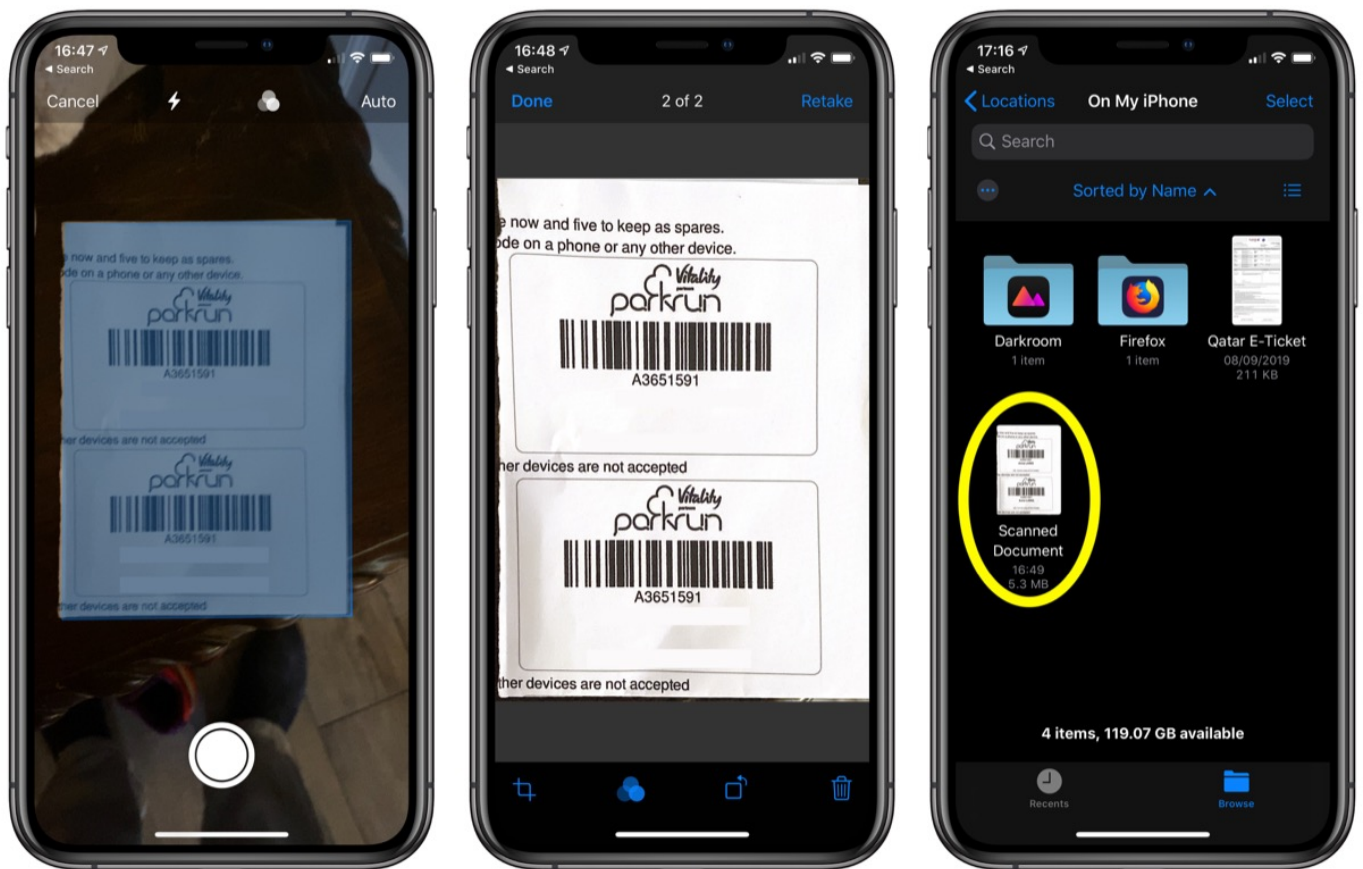 16:47
◄ Search
Cancel
Auto
e now and five to keep as spares.
ode on a phone or any other device.
Vitality
parkrun
A3651591
her devices are not accepted
Vitality
parkrun
A3651591
ther devices are not accepted
16:48
◄ Search
Done
2 of 2
Retake
e now and five to keep as spares.
ode on a phone or any other device.
Vitality
parkrun
A3651591
her devices are not accepted
Vitality
parkrun
A3651591
ther devices are not accepted
17:16
◄ Search
Locations
On My iPhone
Select
Search
Sorted by Name
Darkroom
1 item
Firefox
1 item
Qatar E-Ticket
08/09/2019
211 KB
Scanned
Document
16:49
5.3 MB
4 items, 119.07 GB available
Recents
Browse